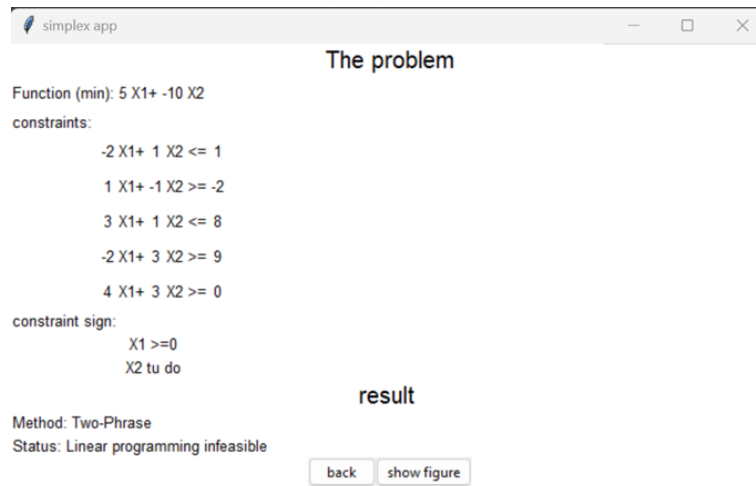 simplex app
The problem
Function (min): 5 X1+ -10 X2
constraints:
-2 X1+ 1 X2 <= 1
1 X1+ -1 X2 >= -2
3 X1+ 1 X2 <= 8
-2 X1+ 3 X2 >= 9
4 X1+ 3 X2 >= 0
constraint sign:
X1 >=0
X2 tu do
result
Method: Two-Phrase
Status: Linear programming infeasible
back show figure